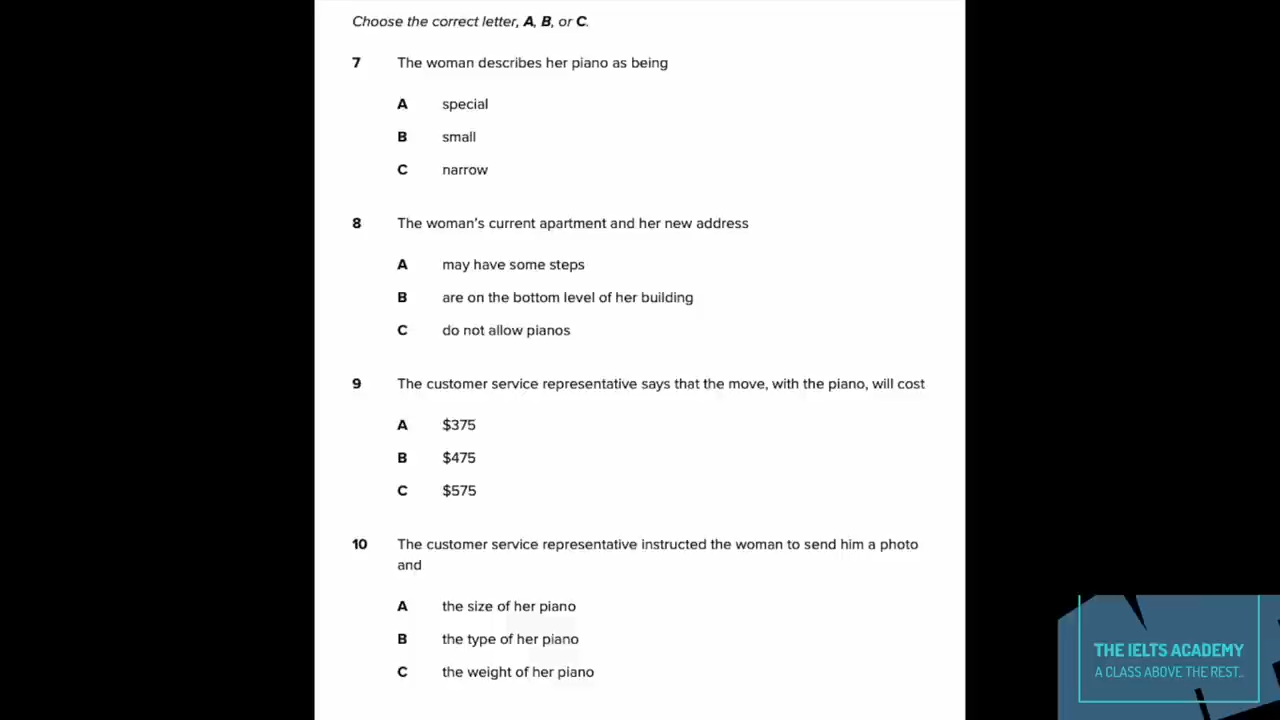 Choose the correct letter, A, B, or C.
7 The woman describes her piano as being
A special
B small
C narrow
8 The woman's current apartment and her new address
A may have some steps
B are on the bottom level of her building
C do not allow pianos
9 The customer service representative says that the move, with the piano, will cost
A $375
B $475
C $575
10 The customer service representative instructed the woman to send him a photo
and
A the size of her piano
B the type of her piano
C the weight of her piano
THE IELTS ACADEMY
A CLASS ABOVE THE REST..